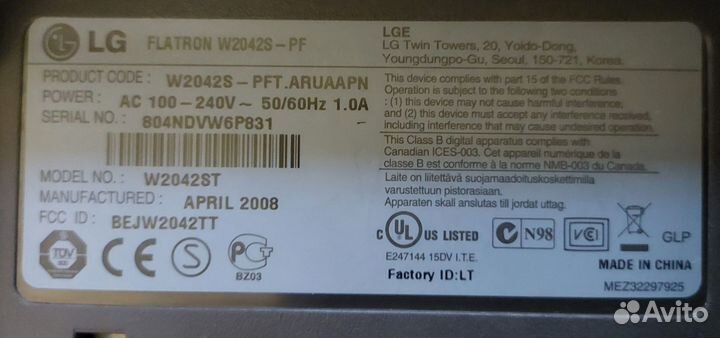 LG FLATRON W2042S-PF
PRODUCT CODE : W2042S - PFT.ARUAAPN
POWER : AC 100-240V ~ 50/60Hz 1.0A
SERIAL NO. : 804NDVW6P831
MODEL NO. : W2042ST
MANUFACTURED : APRIL 2008
FCC ID : BEJW2042TT
TÜV
GS
CE
S
PC
BZ03
LGE
LG Twin Towers, 20, Yoido-Dong,
Youngdungpo-Gu, Seoul, 150-721, Korea.
This device complies with part 15 of the FCC Rules.
Operation is subject to the following two conditions
: (1) this device may not cause harmful interference,
and (2) this device must accept any interference received,
including interference that may cause undesired operation.
This Class B digital apparatus complies with
Canadian ICES-003. Cet appareil numérique de la
classe B est conforme à la norme NMB-003 du Canada.
Laite on liitettävä suojamaadoituskoskettimilla
varustettuun pistorasiaan.
Apparaten skall anslutas till jordat uttag.
C UL US LISTED
N98
VCCI
GLP
E247144 15DV I.T.E.
Factory ID:LT
MADE IN CHINA
MEZ32297925
Avito